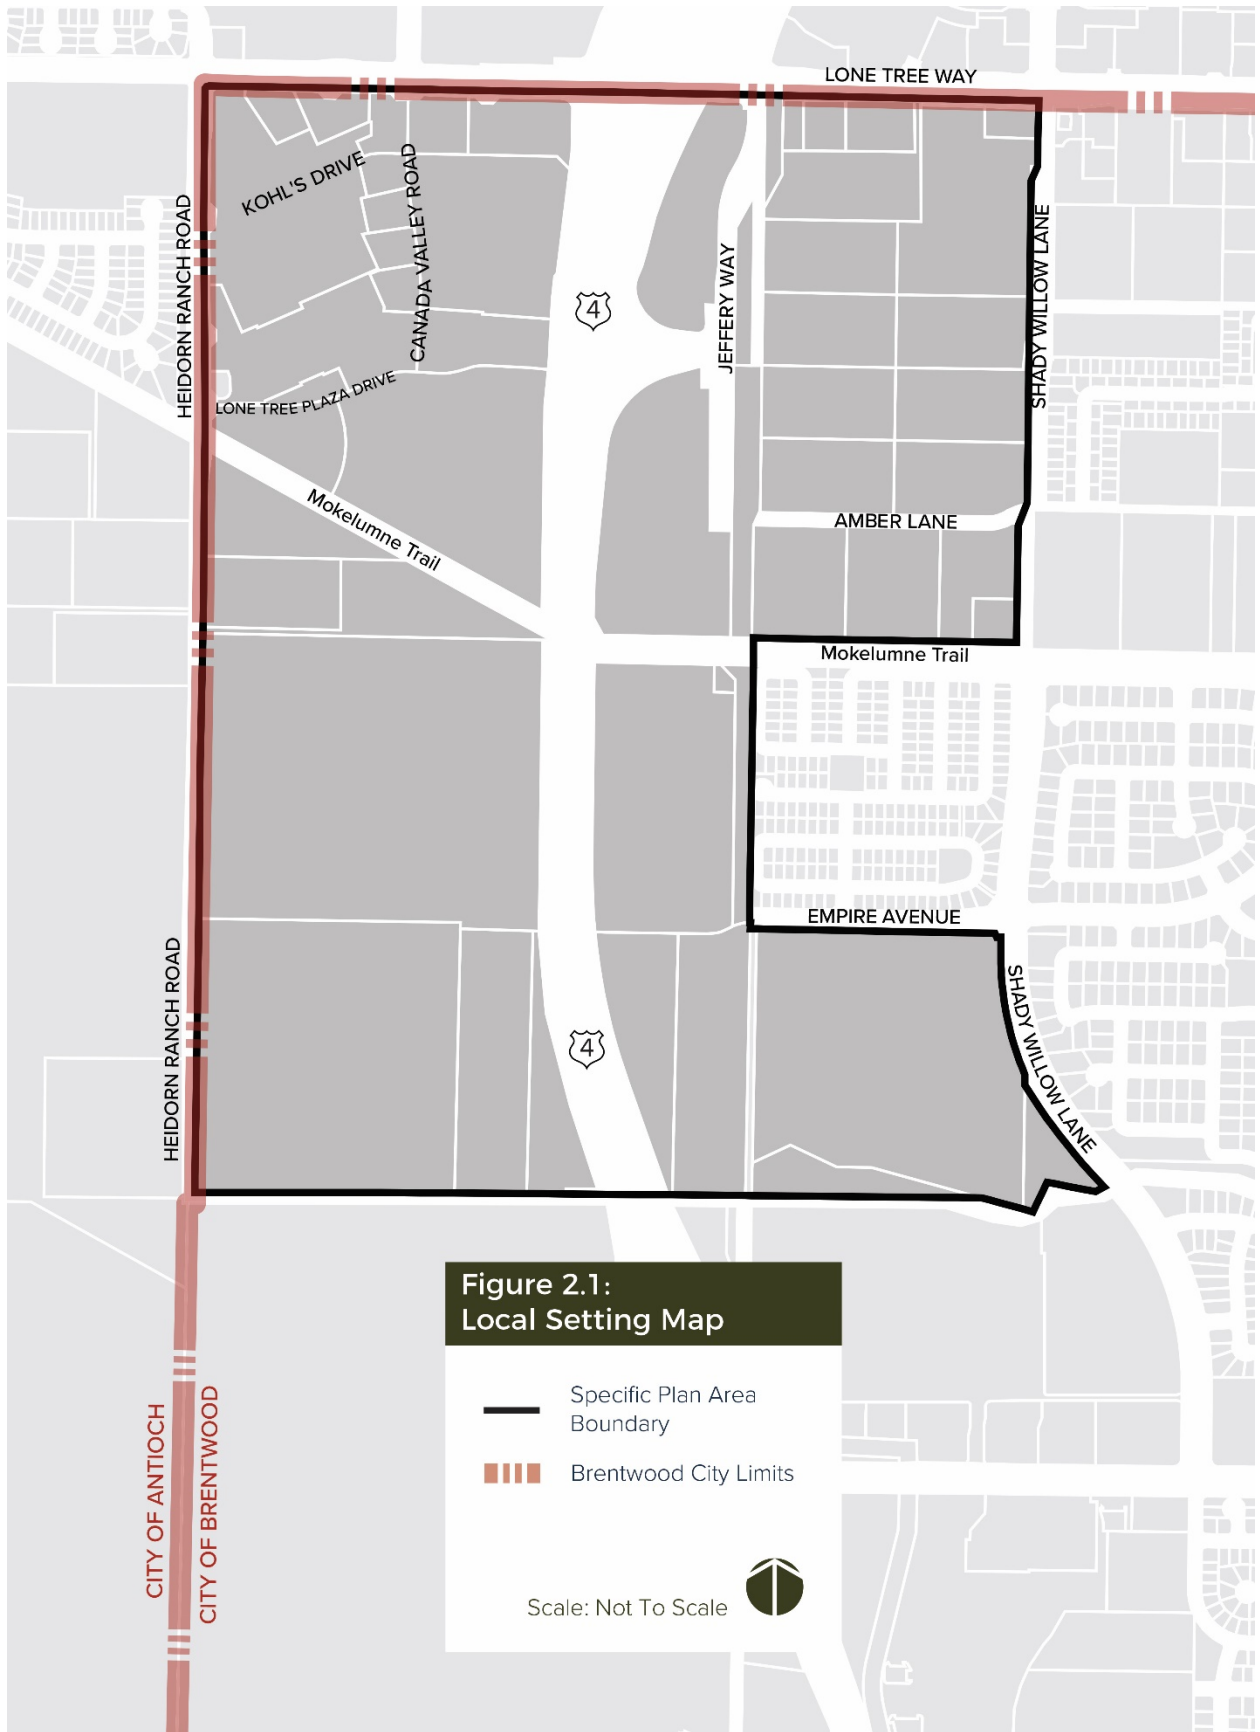 LONE TREE WAY
KOHL'S DRIVE
CANADA VALLEY ROAD
HEIDORN RANCH ROAD
SHADY WILLOW LANE
JEFFERY WAY
4
LONE TREE PLAZA DRIVE
Mokelumne Trail
AMBER LANE
Mokelumne Trail
EMPIRE AVENUE
HEIDORN RANCH ROAD
SHADY WILLOW LANE
4
Figure 2.1:
Local Setting Map
Specific Plan Area
Boundary
Brentwood City Limits
CITY OF ANTIOCH
CITY OF BRENTWOOD
Scale: Not To Scale